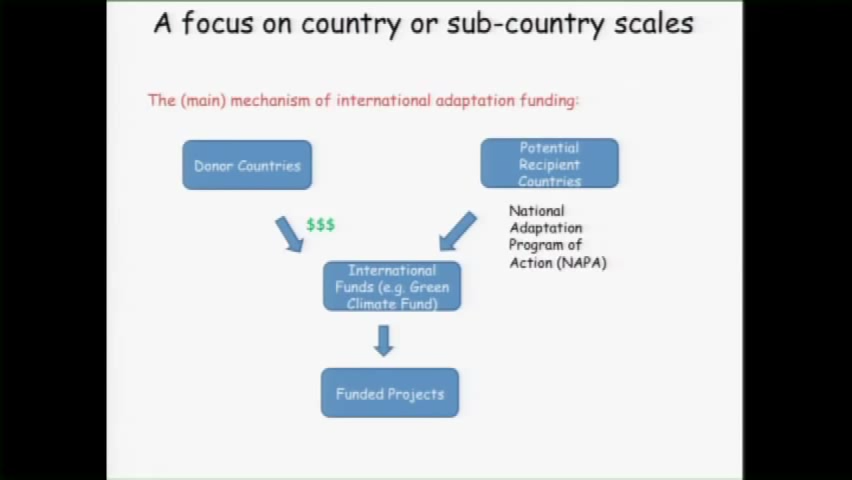 A focus on country or sub-country scales
The (main) mechanism of international adaptation funding:
Donor Countries
Potential
Recipient
Countries
$$$
National
Adaptation
Program of
Action (NAPA)
International
Funds (e.g. Green
Climate Fund)
Funded Projects